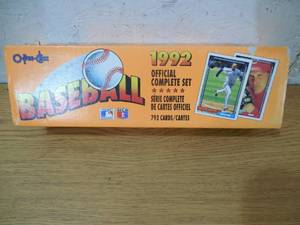 O-Pee-Chee
BASEBALL
1992
OFFICIAL
COMPLETE SET
SÉRIE COMPLÈTE
DE CARTES OFFICIEL
792 CARDS/CARTES